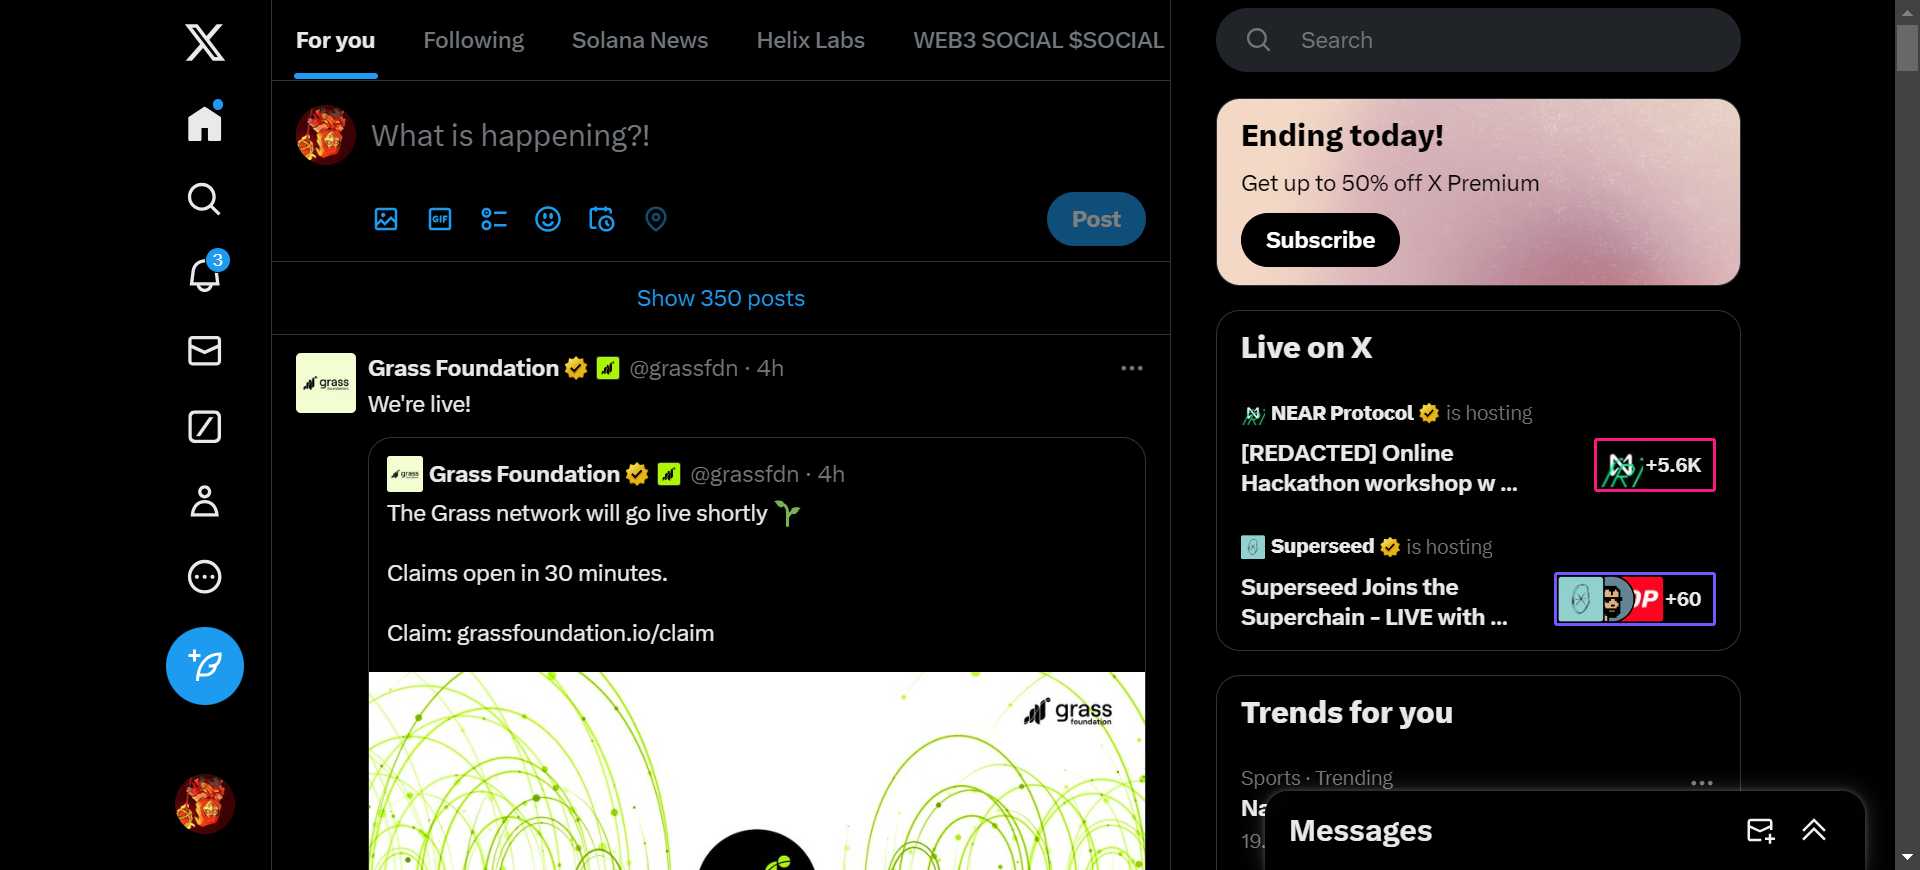 For you
Following
Solana News
Helix Labs
WEB3 SOCIAL $SOCIAL
What is happening?!
GIF
Post
Show 350 posts
3
grass
Grass Foundation @grassfdn · 4h
We're live!
grass
Grass Foundation @grassfdn · 4h
The Grass network will go live shortly
Claims open in 30 minutes.
Claim: grassfoundation.io/claim
grass
foundation
Search
Ending today!
Get up to 50% off X Premium
Subscribe
Live on X
NEAR Protocol is hosting
[REDACTED] Online
Hackathon workshop w ...
+5.6K
Superseed is hosting
Superseed Joins the
Superchain – LIVE with ...
OP +60
Trends for you
Sports · Trending
Na
19.
Messages